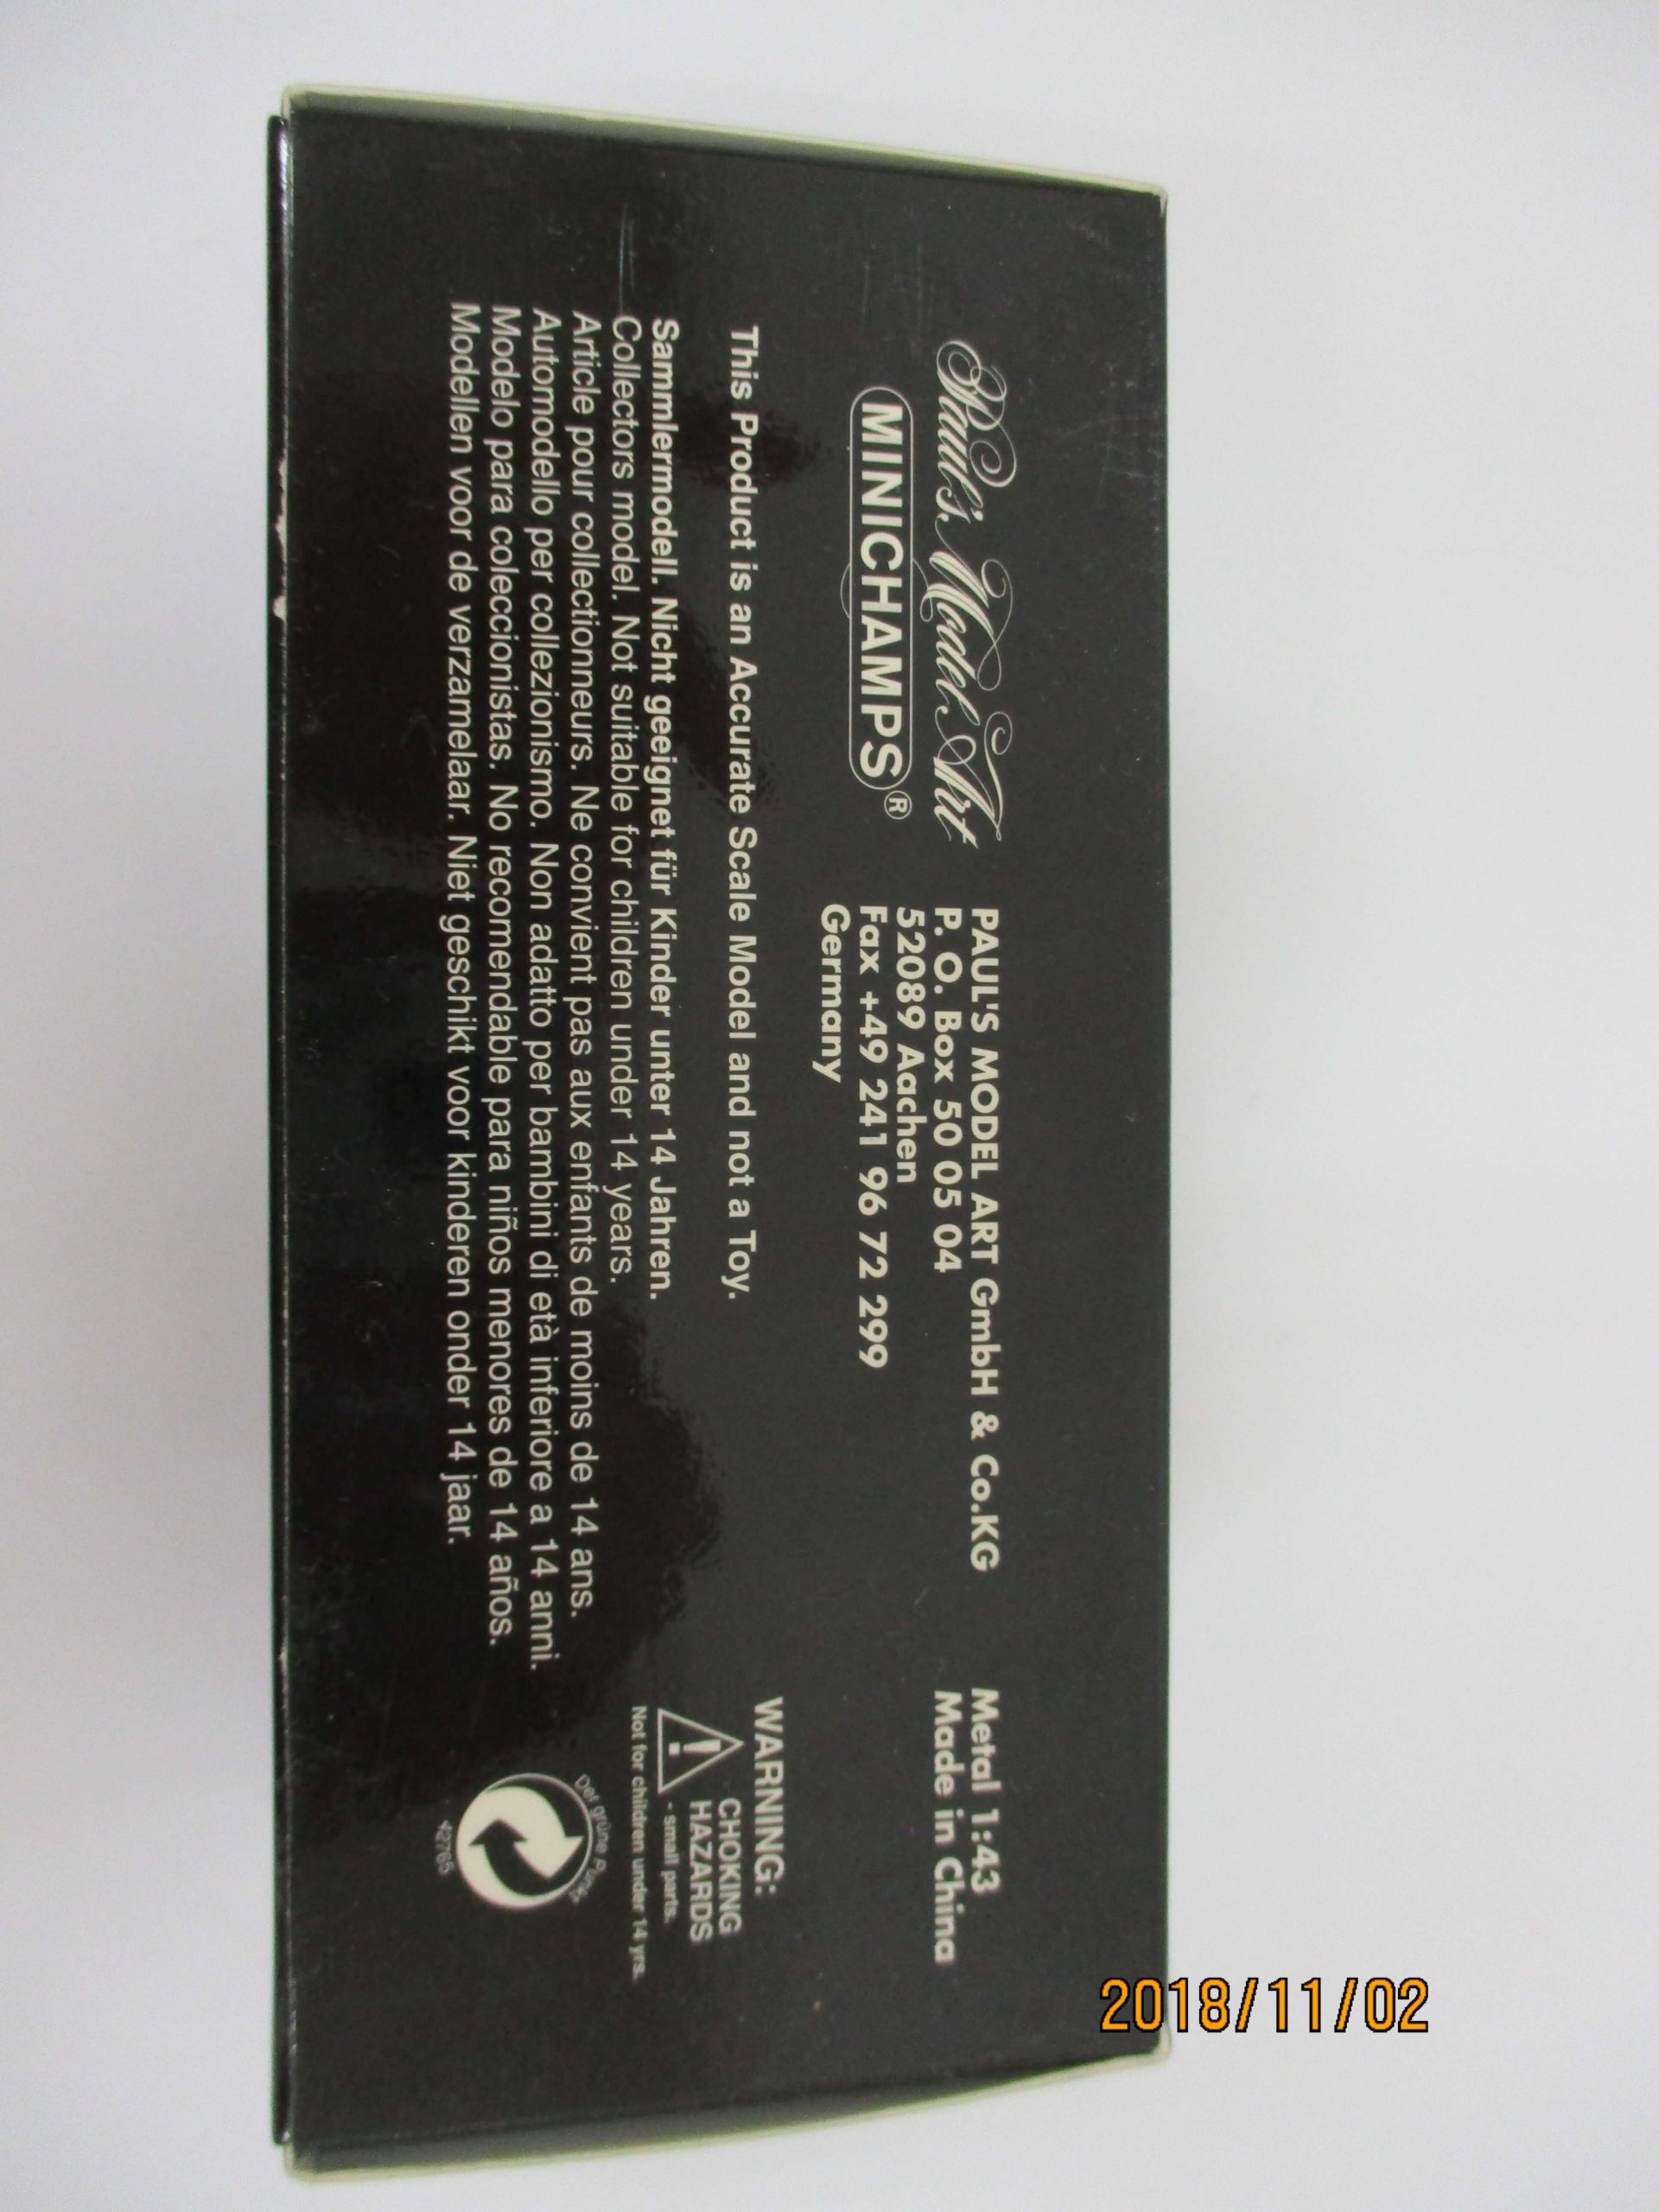 Paul's Model Art
MINICHAMPS®
PAUL'S MODEL ART GmbH & Co.KG
P. O. Box 50 05 04
52089 Aachen
Fax +49 241 96 72 299
Germany
Metal 1:43
Made in China
This Product is an Accurate Scale Model and not a Toy.
Sammlermodell. Nicht geeignet für Kinder unter 14 Jahren.
Collectors model. Not suitable for children under 14 years.
Article pour collectionneurs. Ne convient pas aux enfants de moins de 14 ans.
Automodello per collezionismo. Non adatto per bambini di età inferiore a 14 anni.
Modelo para coleccionistas. No recomendable para niños menores de 14 años.
Modellen voor de verzamelaar. Niet geschikt voor kinderen onder 14 jaar.
WARNING:
CHOKING
HAZARDS
- small parts.
Not for children under 14 yrs.
Der grüne Punkt
42765
2018/11/02